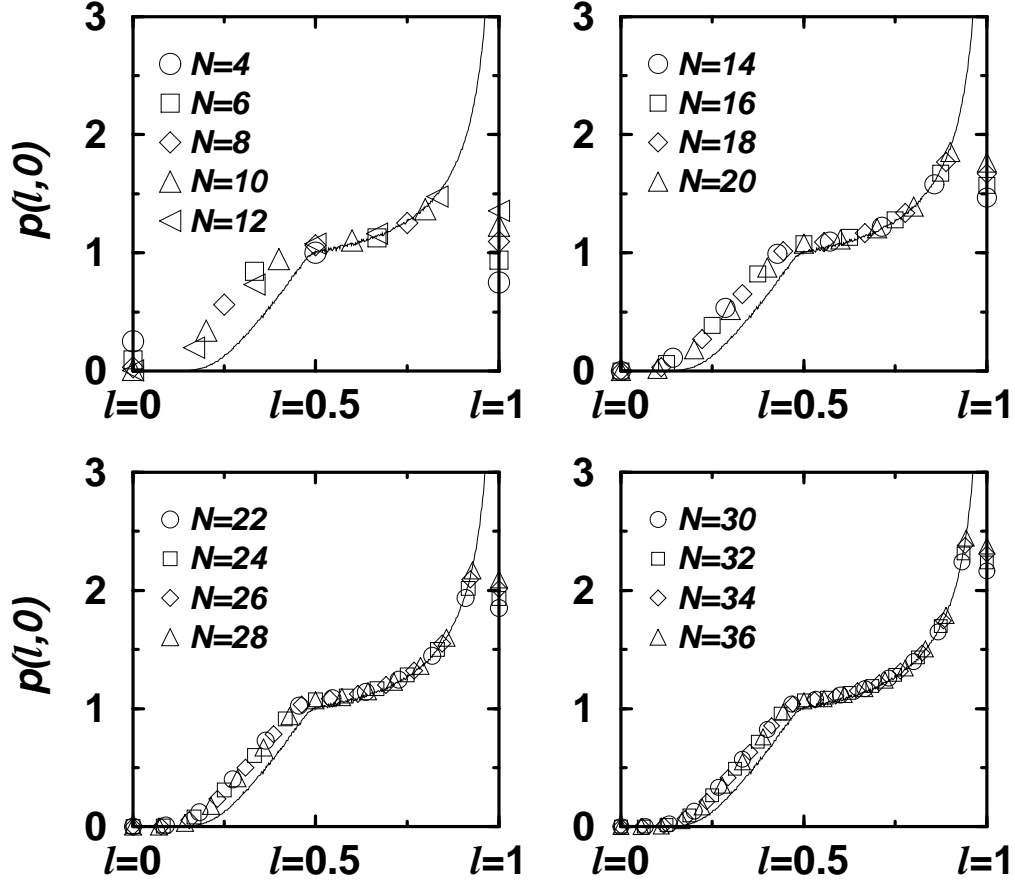 p(l,0)
3
2
1
0
N=4
N=6
N=8
N=10
N=12
l=0 l=0.5 l=1
3
2
1
0
N=14
N=16
N=18
N=20
l=0 l=0.5 l=1
p(l,0)
3
2
1
0
N=22
N=24
N=26
N=28
l=0 l=0.5 l=1
3
2
1
0
N=30
N=32
N=34
N=36
l=0 l=0.5 l=1